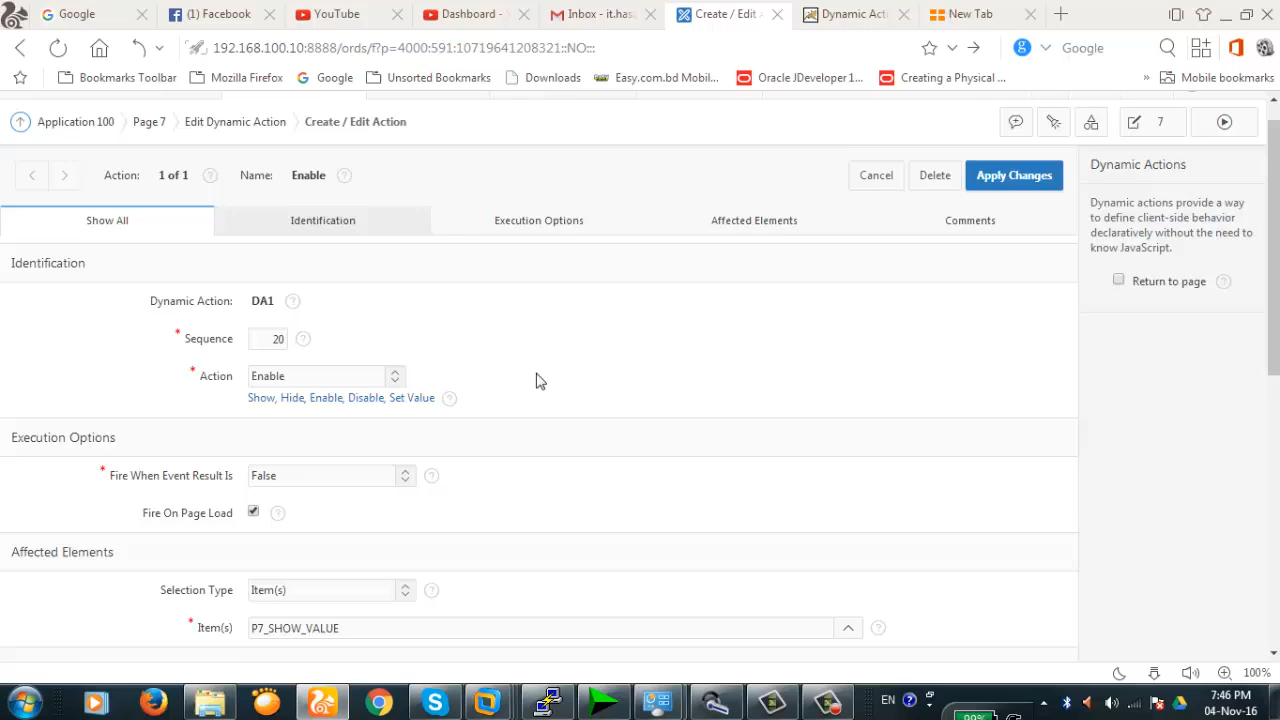 Google
(1) Facebook
YouTube
Dashboard -
Inbox - it.hasa
Create / Edit A
Dynamic Acti
New Tab
192.168.100.10:8888/ords/f?p=4000:591:10719641208321::NO:::
Google
Bookmarks Toolbar
Mozilla Firefox
Google
Unsorted Bookmarks
Downloads
Easy.com.bd Mobil...
Oracle JDeveloper 1...
Creating a Physical ...
»
Mobile bookmarks
Application 100
Page 7
Edit Dynamic Action
Create / Edit Action
7
Action: 1 of 1 ?
Name: Enable ?
Cancel
Delete
Apply Changes
Show All
Identification
Execution Options
Affected Elements
Comments
Identification
Dynamic Action: DA1 ?
* Sequence 20 ?
* Action Enable
Show, Hide, Enable, Disable, Set Value ?
Execution Options
* Fire When Event Result Is False ?
Fire On Page Load ?
Affected Elements
Selection Type Item(s) ?
* Item(s) P7_SHOW_VALUE ?
Dynamic Actions
Dynamic actions provide a way
to define client-side behavior
declaratively without the need to
know JavaScript.
Return to page ?
100%
EN
99%
7:46 PM
04-Nov-16